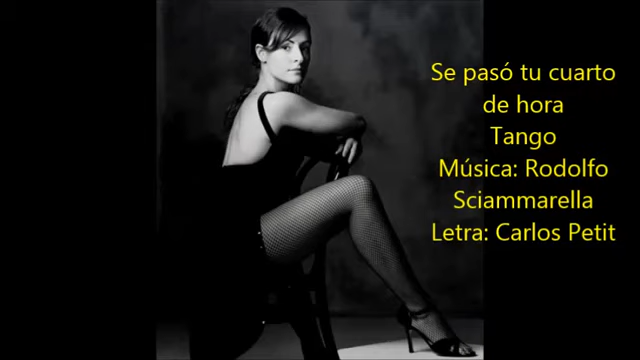 Se pasó tu cuarto
de hora
Tango
Música: Rodolfo
Sciammarella
Letra: Carlos Petit